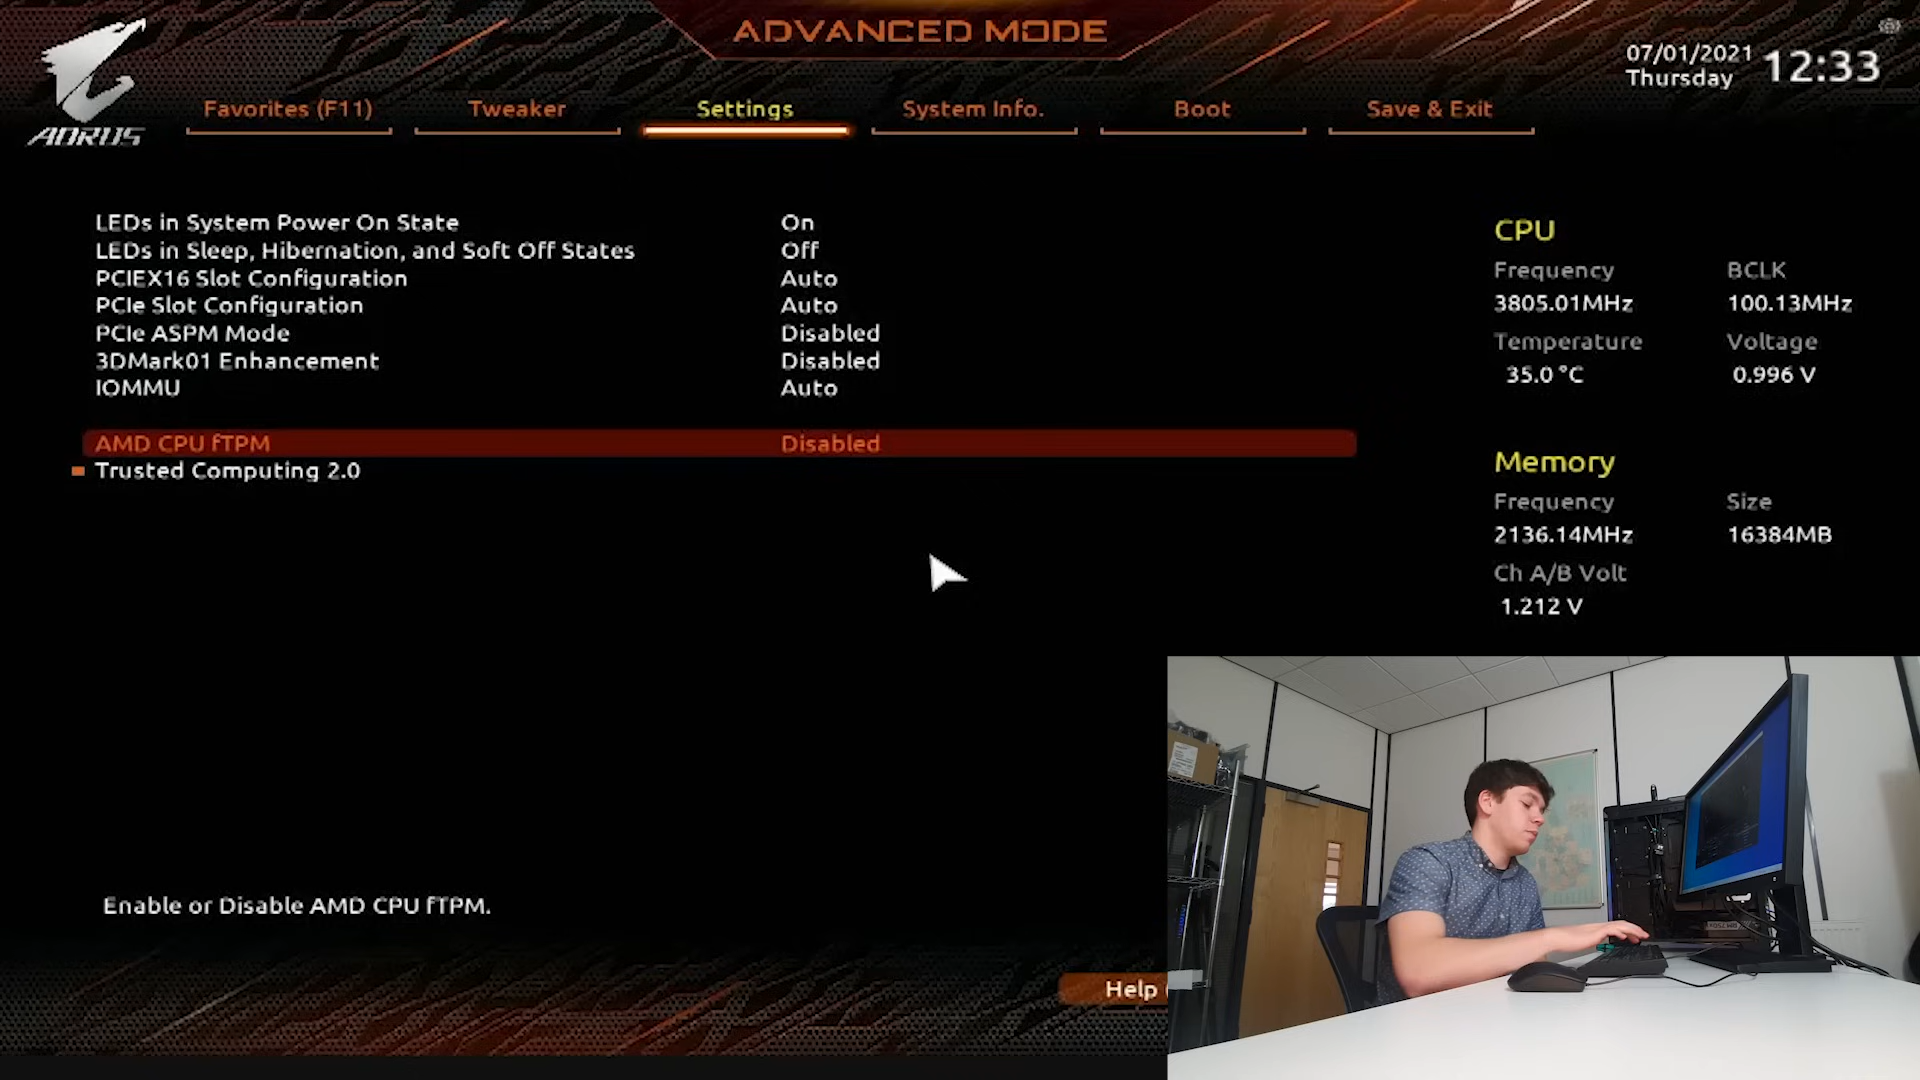 ADVANCED MODE
AORUS
07/01/2021
Thursday
12:33
Favorites (F11) Tweaker Settings System Info. Boot Save & Exit
LEDs in System Power On State On
LEDs in Sleep, Hibernation, and Soft Off States Off
PCIEX16 Slot Configuration Auto
PCIe Slot Configuration Auto
PCIe ASPM Mode Disabled
3DMark01 Enhancement Disabled
IOMMU Auto
AMD CPU fTPM Disabled
Trusted Computing 2.0
CPU
Frequency BCLK
3805.01MHz 100.13MHz
Temperature Voltage
35.0 °C 0.996 V
Memory
Frequency Size
2136.14MHz 16384MB
Ch A/B Volt
1.212 V
Enable or Disable AMD CPU fTPM.
Help (